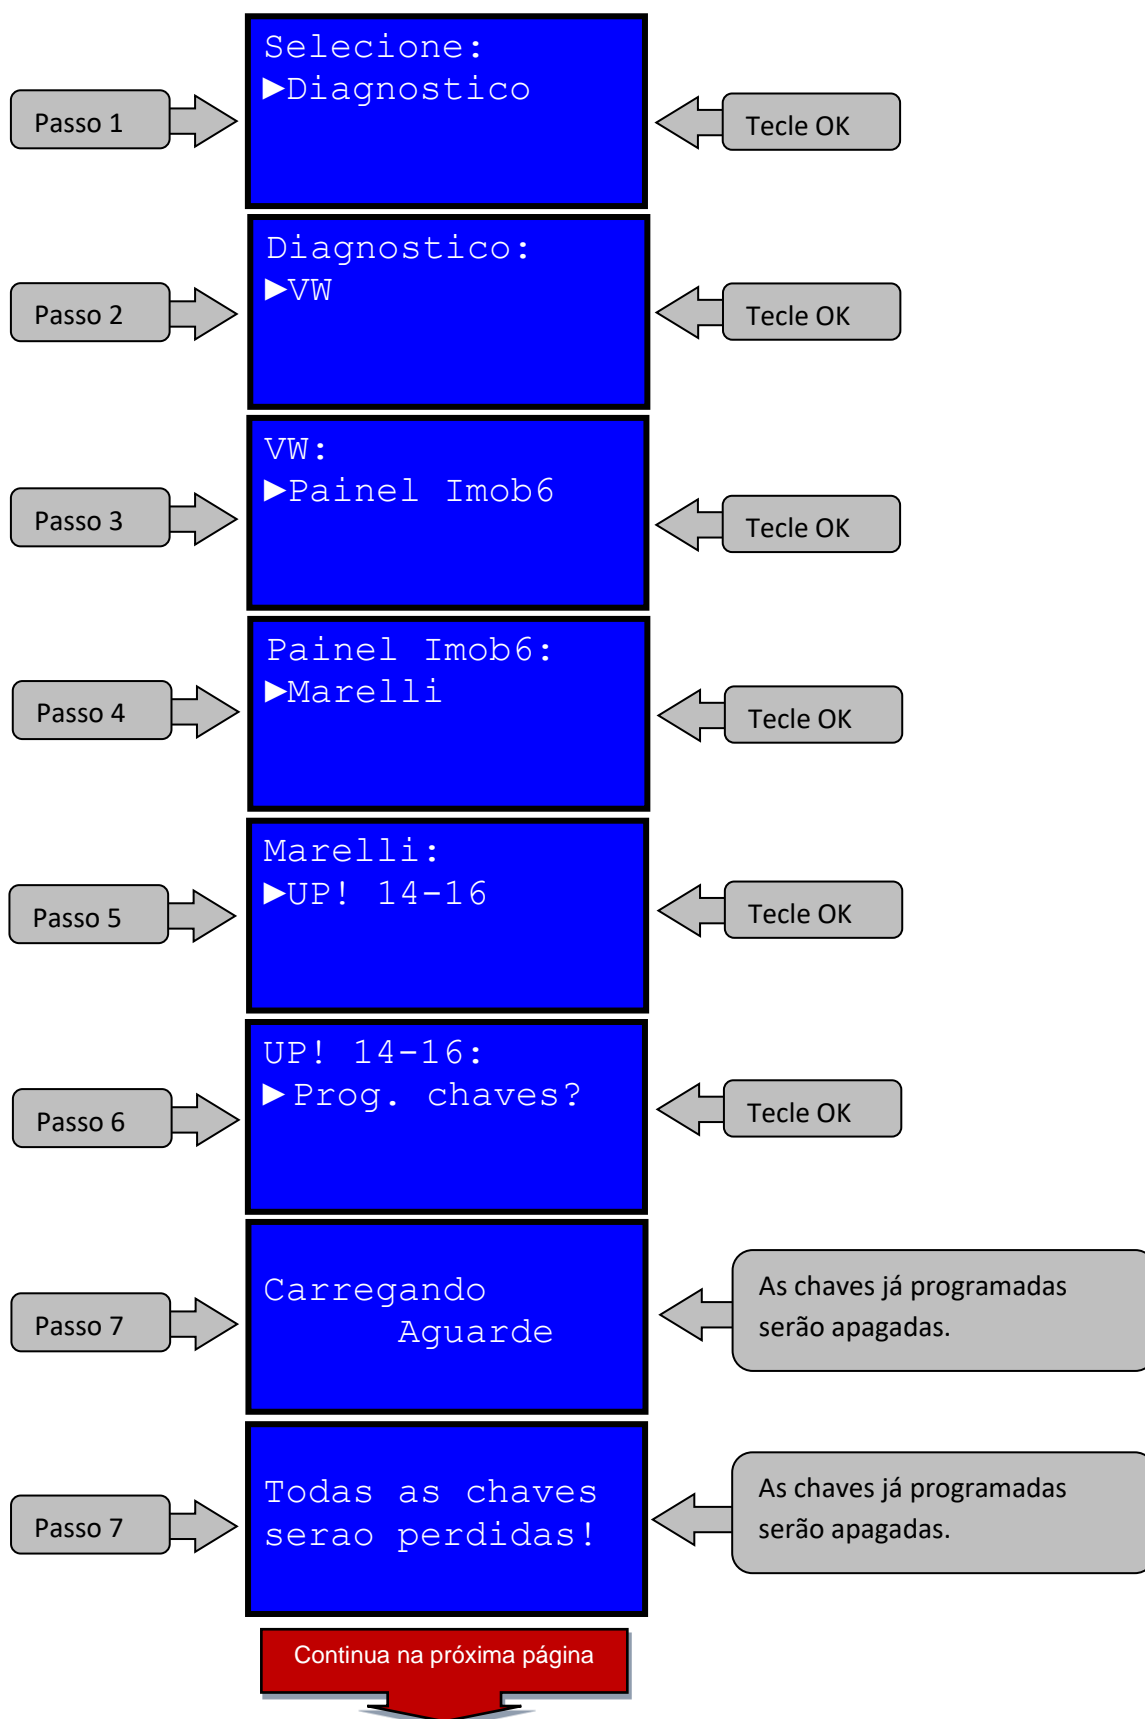 Selecione:
►Diagnostico
Passo 1
Tecle OK
Diagnostico:
►VW
Passo 2
Tecle OK
VW:
►Painel Imob6
Passo 3
Tecle OK
Painel Imob6:
►Marelli
Passo 4
Tecle OK
Marelli:
►UP! 14-16
Passo 5
Tecle OK
UP! 14-16:
►Prog. chaves?
Passo 6
Tecle OK
Carregando
Aguarde
Passo 7
As chaves já programadas
serão apagadas.
Todas as chaves
serao perdidas!
Passo 7
As chaves já programadas
serão apagadas.
Continua na próxima página